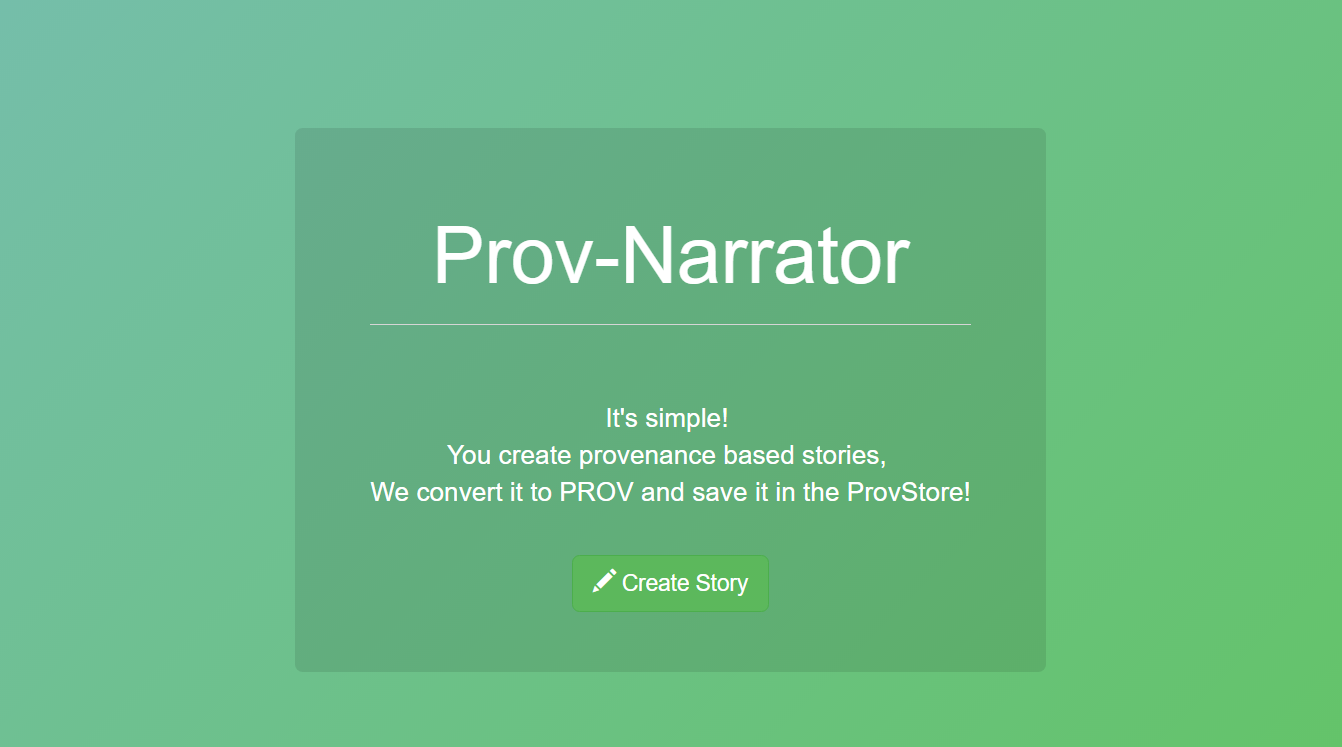 Prov-Narrator
It's simple!
You create provenance based stories,
We convert it to PROV and save it in the ProvStore!
Create Story